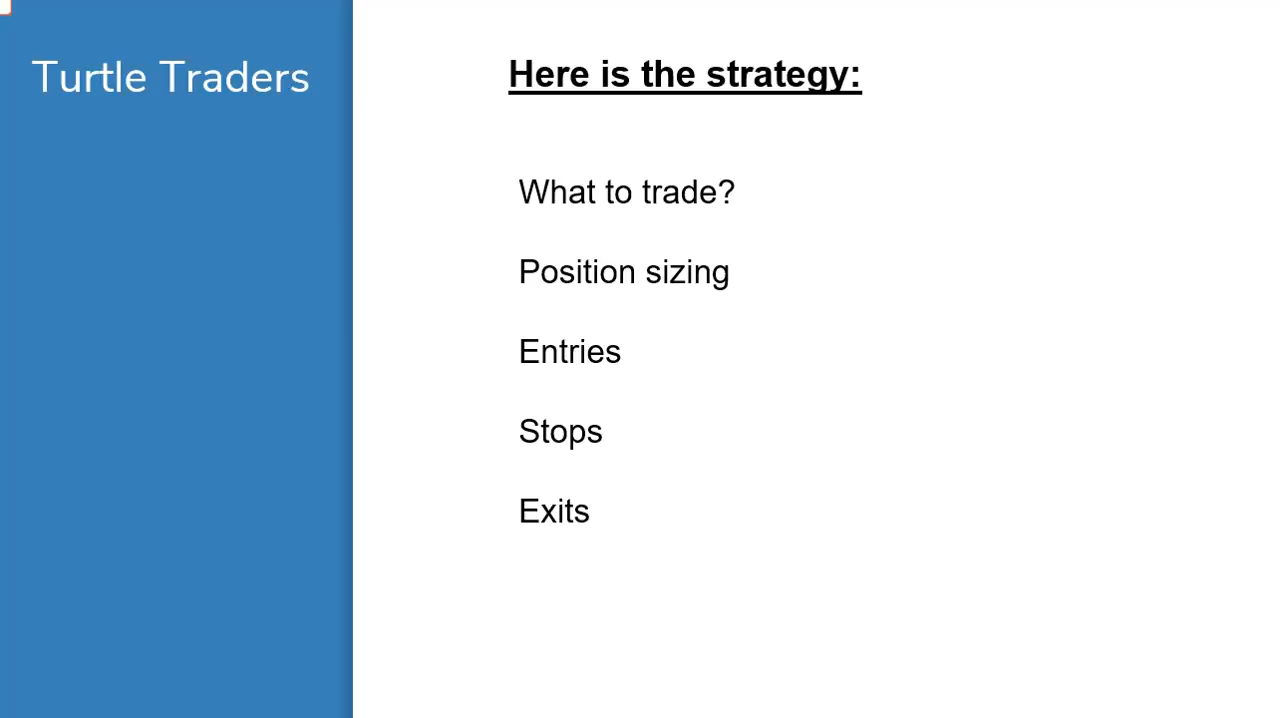 Turtle Traders
Here is the strategy:
What to trade?
Position sizing
Entries
Stops
Exits